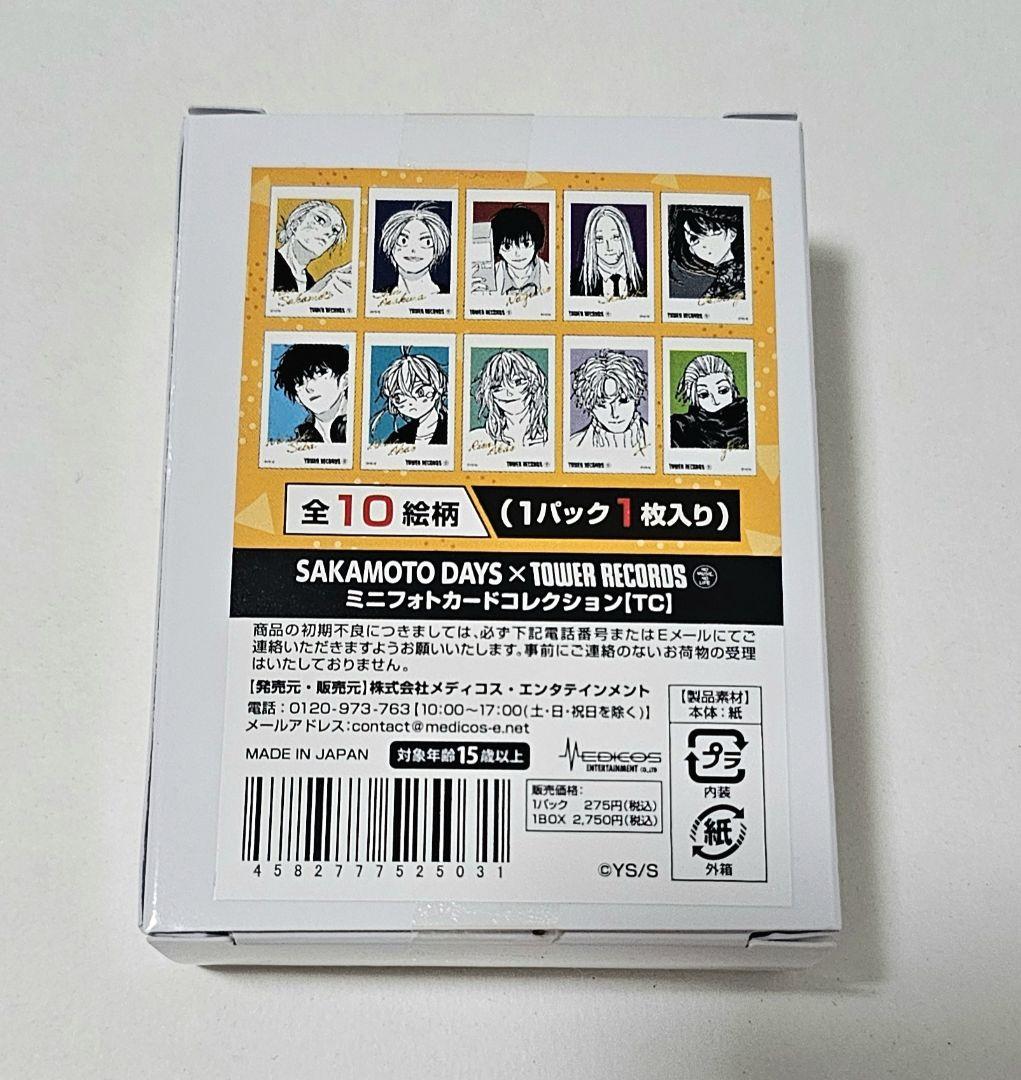 Sakamoto
TOWER RECORDS
TOWER RECORDS
TOWER RECORDS
TOWER RECORDS
TOWER RECORDS
TOWER RECORDS
TOWER RECORDS
TOWER RECORDS
X
TOWER RECORDS
全10絵柄 (1パック1枚入り)
SAKAMOTO DAYS × TOWER RECORDS NO MUSIC, NO LIFE
ミニフォトカードコレクション【TC】
商品の初期不良につきましては、必ず下記電話番号またはEメールにてご
連絡いただきますようお願いいたします。事前にご連絡のないお荷物の受理
はいたしておりません。
【発売元・販売元】株式会社メディコス・エンタテインメント
電話:0120-973-763【10:00〜17:00(土・日・祝日を除く)】
メールアドレス:contact@medicos-e.net
MADE IN JAPAN 対象年齢15歳以上
MEDICOS
ENTERTAINMENT CO.,LTD
販売価格:
1パック 275円(税込)
1BOX 2,750円(税込)
4582777525031
©YS/S
【製品素材】
本体:紙
プラ
内装
紙
外箱